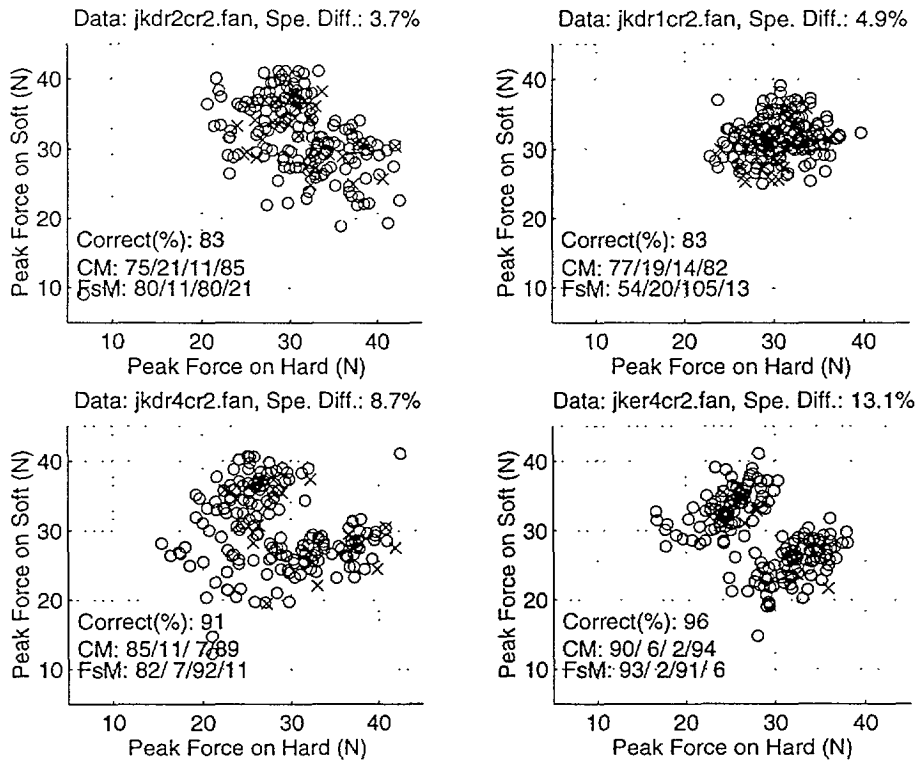 Data: jkdr2cr2.fan, Spe. Diff.: 3.7%
Peak Force on Soft (N)
40
30
20
10
Correct(%): 83
CM: 75/21/11/85
FsM: 80/11/80/21
10 20 30 40
Peak Force on Hard (N)
Data: jkdr1cr2.fan, Spe. Diff.: 4.9%
Peak Force on Soft (N)
40
30
20
10
Correct(%): 83
CM: 77/19/14/82
FsM: 54/20/105/13
10 20 30 40
Peak Force on Hard (N)
Data: jkdr4cr2.fan, Spe. Diff.: 8.7%
Peak Force on Soft (N)
40
30
20
10
Correct(%): 91
CM: 85/11/ 7/89
FsM: 82/ 7/92/11
10 20 30 40
Peak Force on Hard (N)
Data: jker4cr2.fan, Spe. Diff.: 13.1%
Peak Force on Soft (N)
40
30
20
10
Correct(%): 96
CM: 90/ 6/ 2/94
FsM: 93/ 2/91/ 6
10 20 30 40
Peak Force on Hard (N)